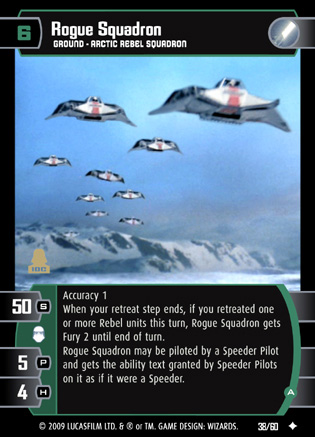 6
Rogue Squadron
GROUND - ARCTIC REBEL SQUADRON
IDC
50 S
5 P
4 H
Accuracy 1
When your retreat step ends, if you retreated one
or more Rebel units this turn, Rogue Squadron gets
Fury 2 until end of turn.
Rogue Squadron may be piloted by a Speeder Pilot
and gets the ability text granted by Speeder Pilots
on it as if it were a Speeder.
A
© 2009 LUCASFILM LTD. & ® or TM. GAME DESIGN: WIZARDS. 38/60